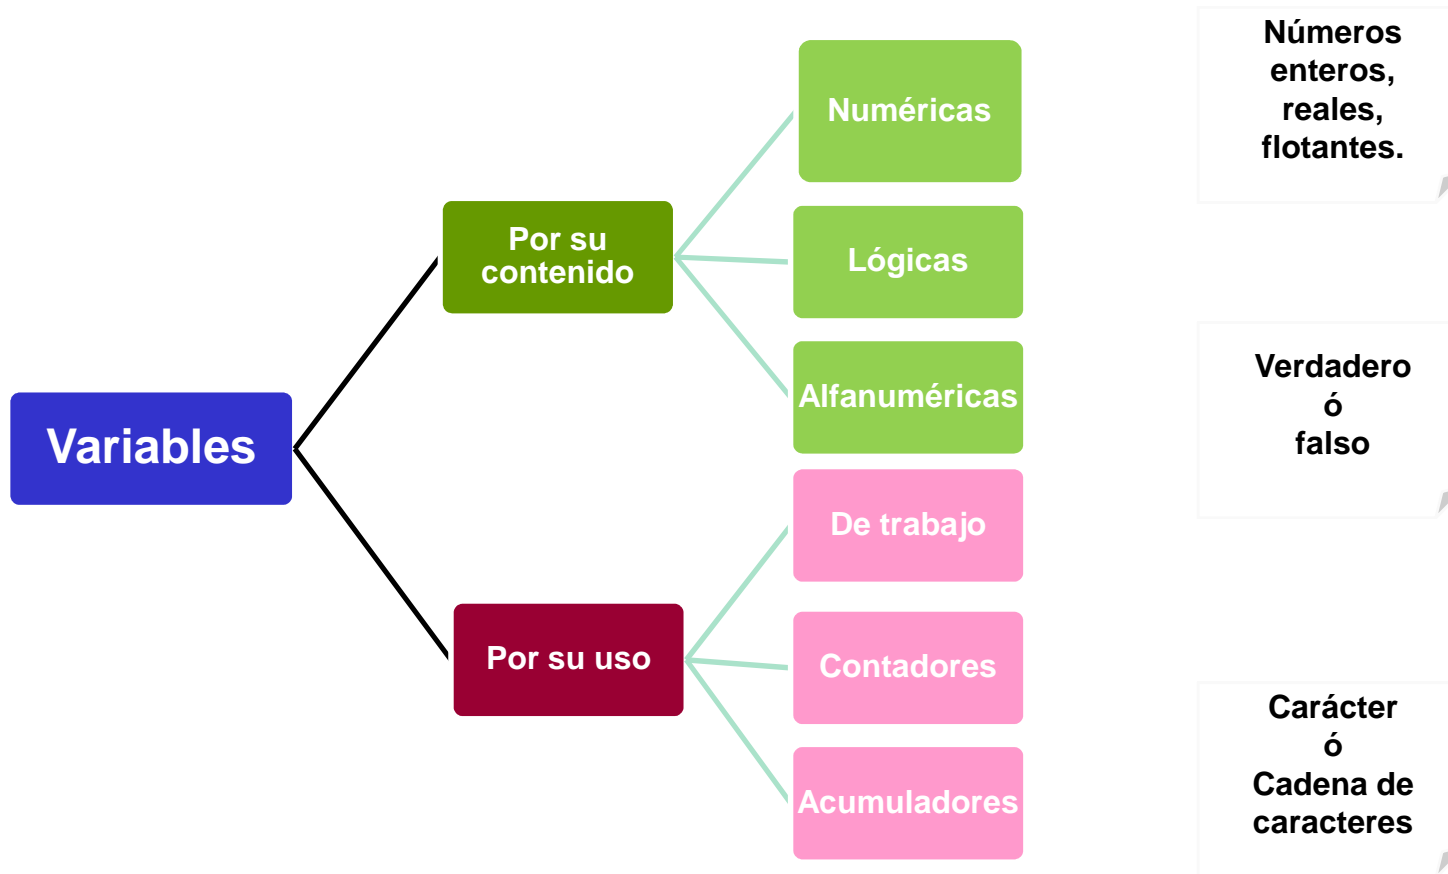 Variables
Por su
contenido
Numéricas
Lógicas
Alfanuméricas
Por su uso
De trabajo
Contadores
Acumuladores
Números
enteros,
reales,
flotantes.
Verdadero
ó
falso
Carácter
ó
Cadena de
caracteres